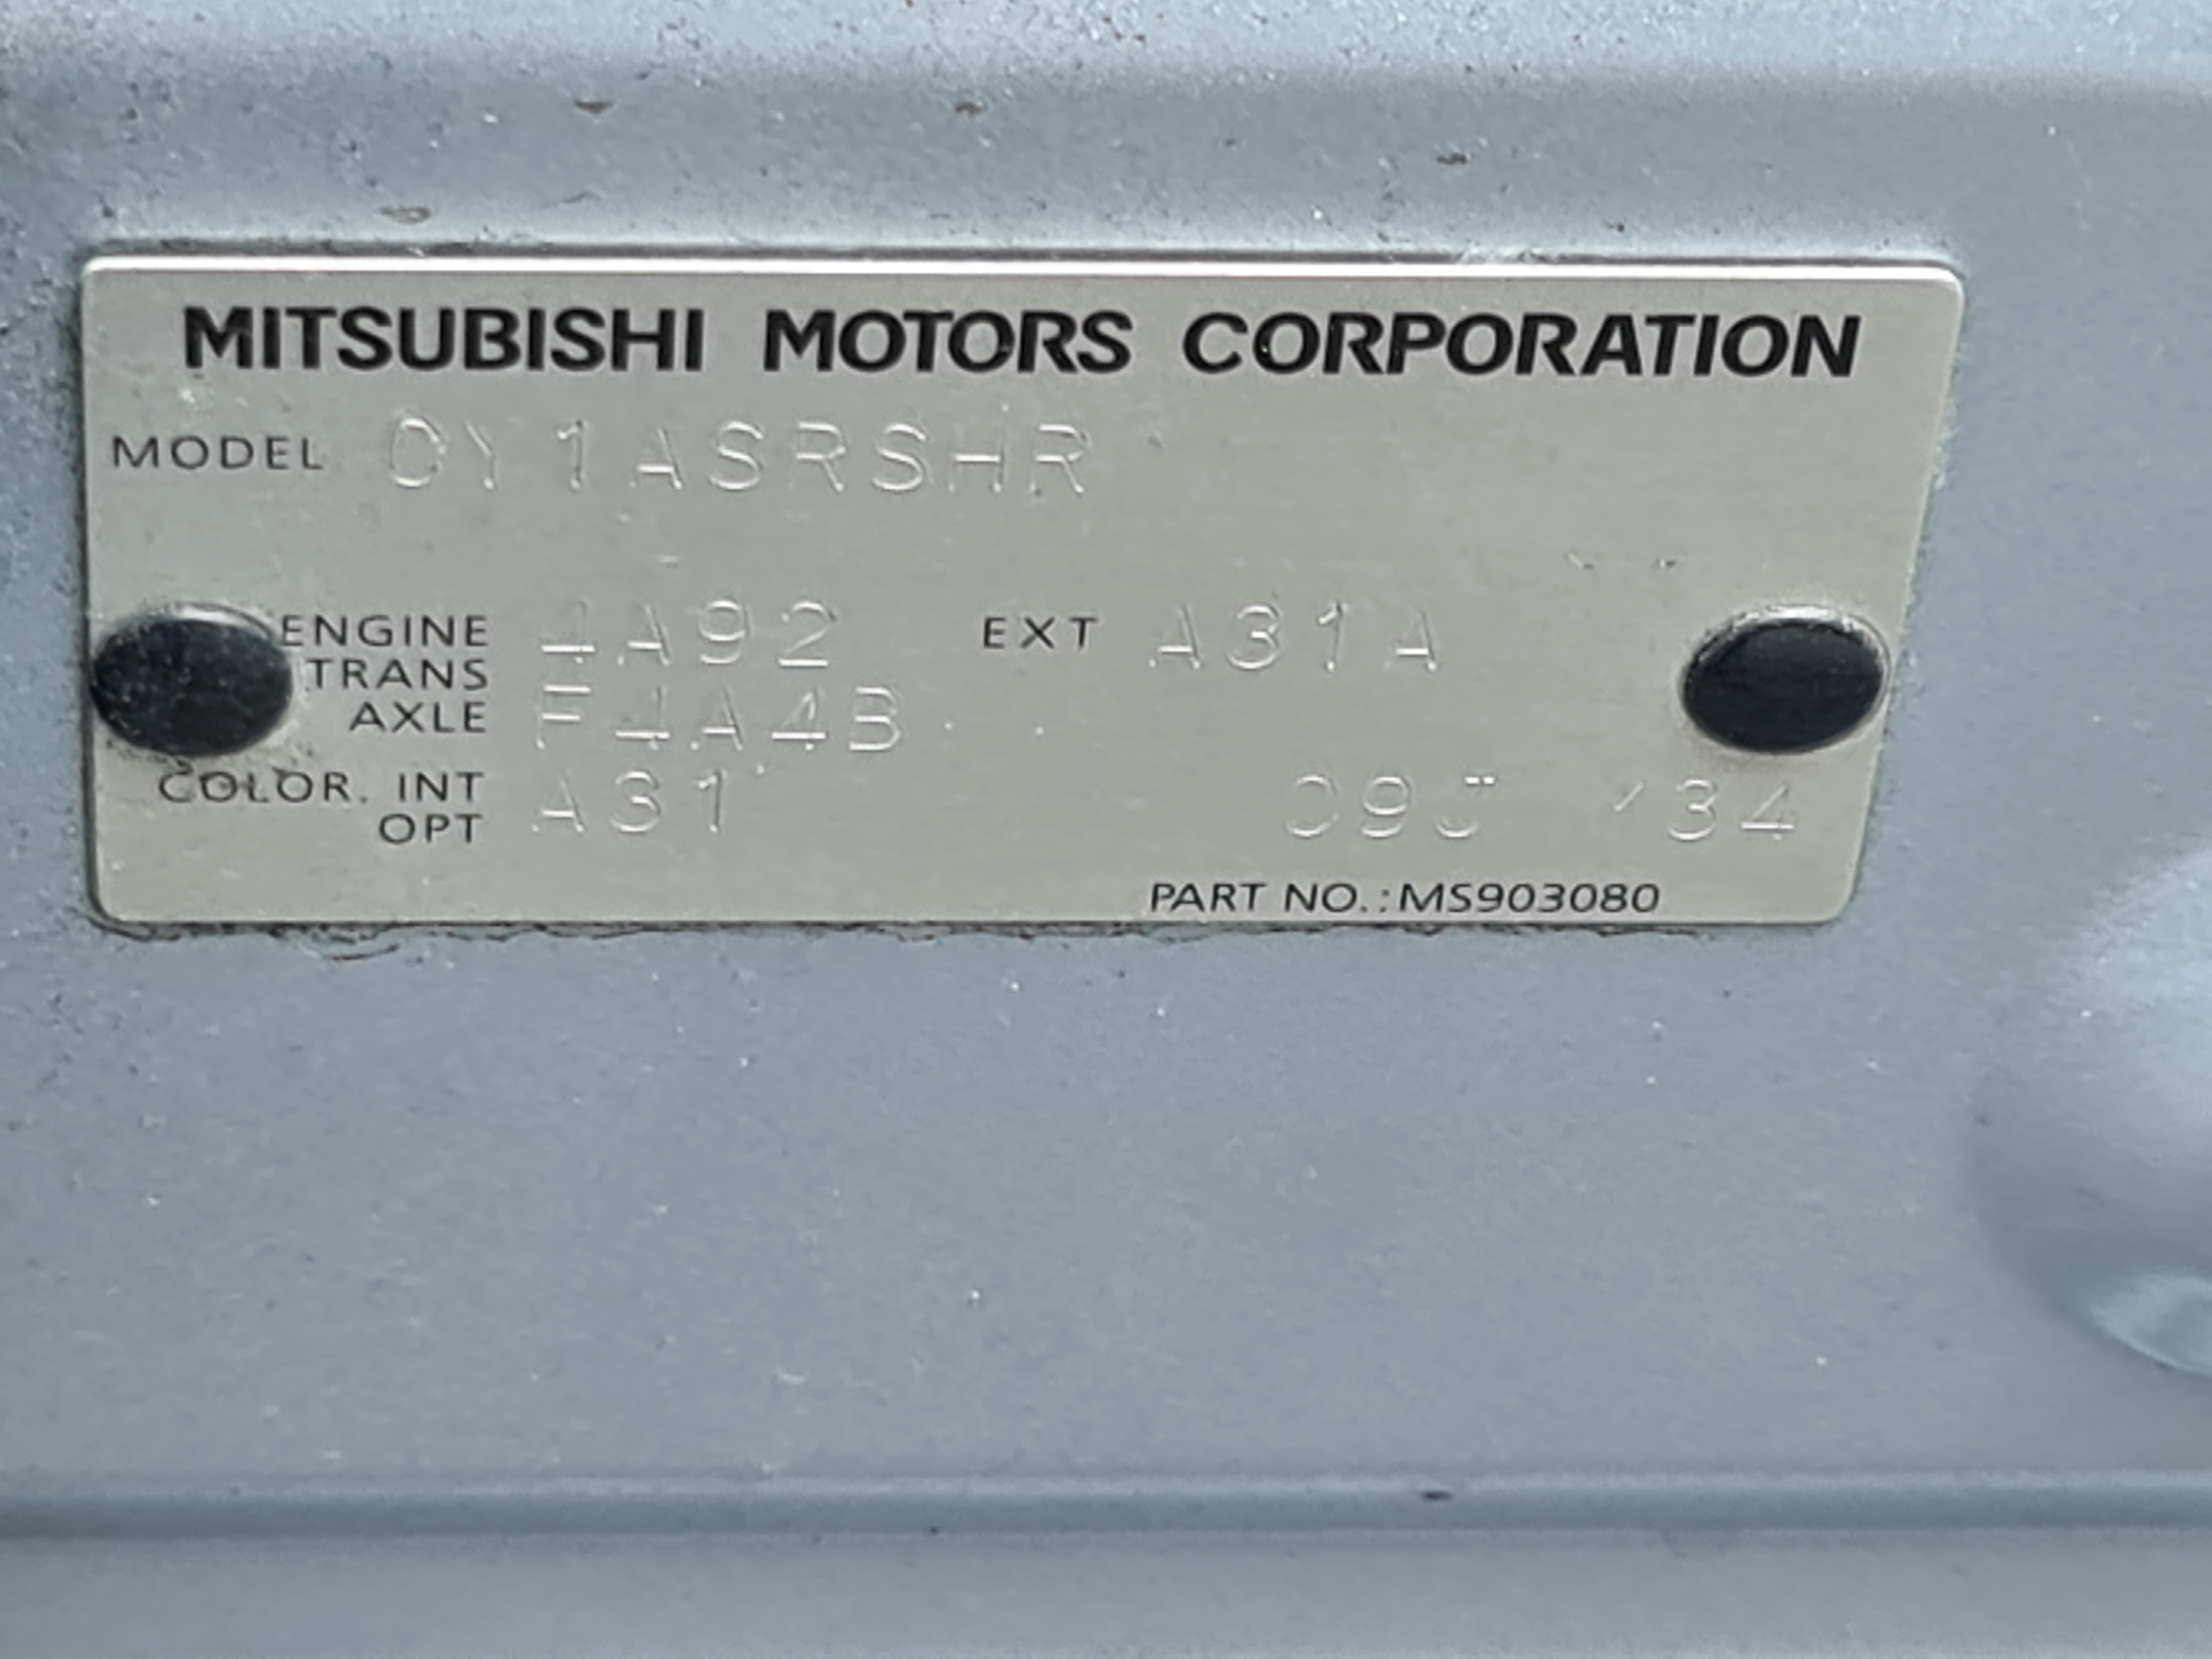 MITSUBISHI MOTORS CORPORATION
MODEL CY1ASRSHR
ENGINE 4A92 EXT A31A
TRANS
AXLE F4A4B
COLOR. INT A31
OPT
PART NO.:MS903080